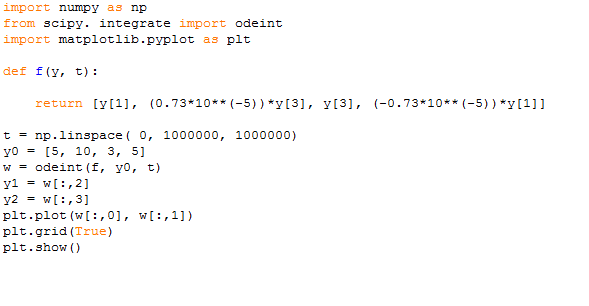 import numpy as np
from scipy. integrate import odeint
import matplotlib.pyplot as plt

def f(y, t):

    return [y[1], (0.73*10**(-5))*y[3], y[3], (-0.73*10**(-5))*y[1]]

t = np.linspace( 0, 1000000, 1000000)
y0 = [5, 10, 3, 5]
w = odeint(f, y0, t)
y1 = w[:,2]
y2 = w[:,3]
plt.plot(w[:,0], w[:,1])
plt.grid(True)
plt.show()